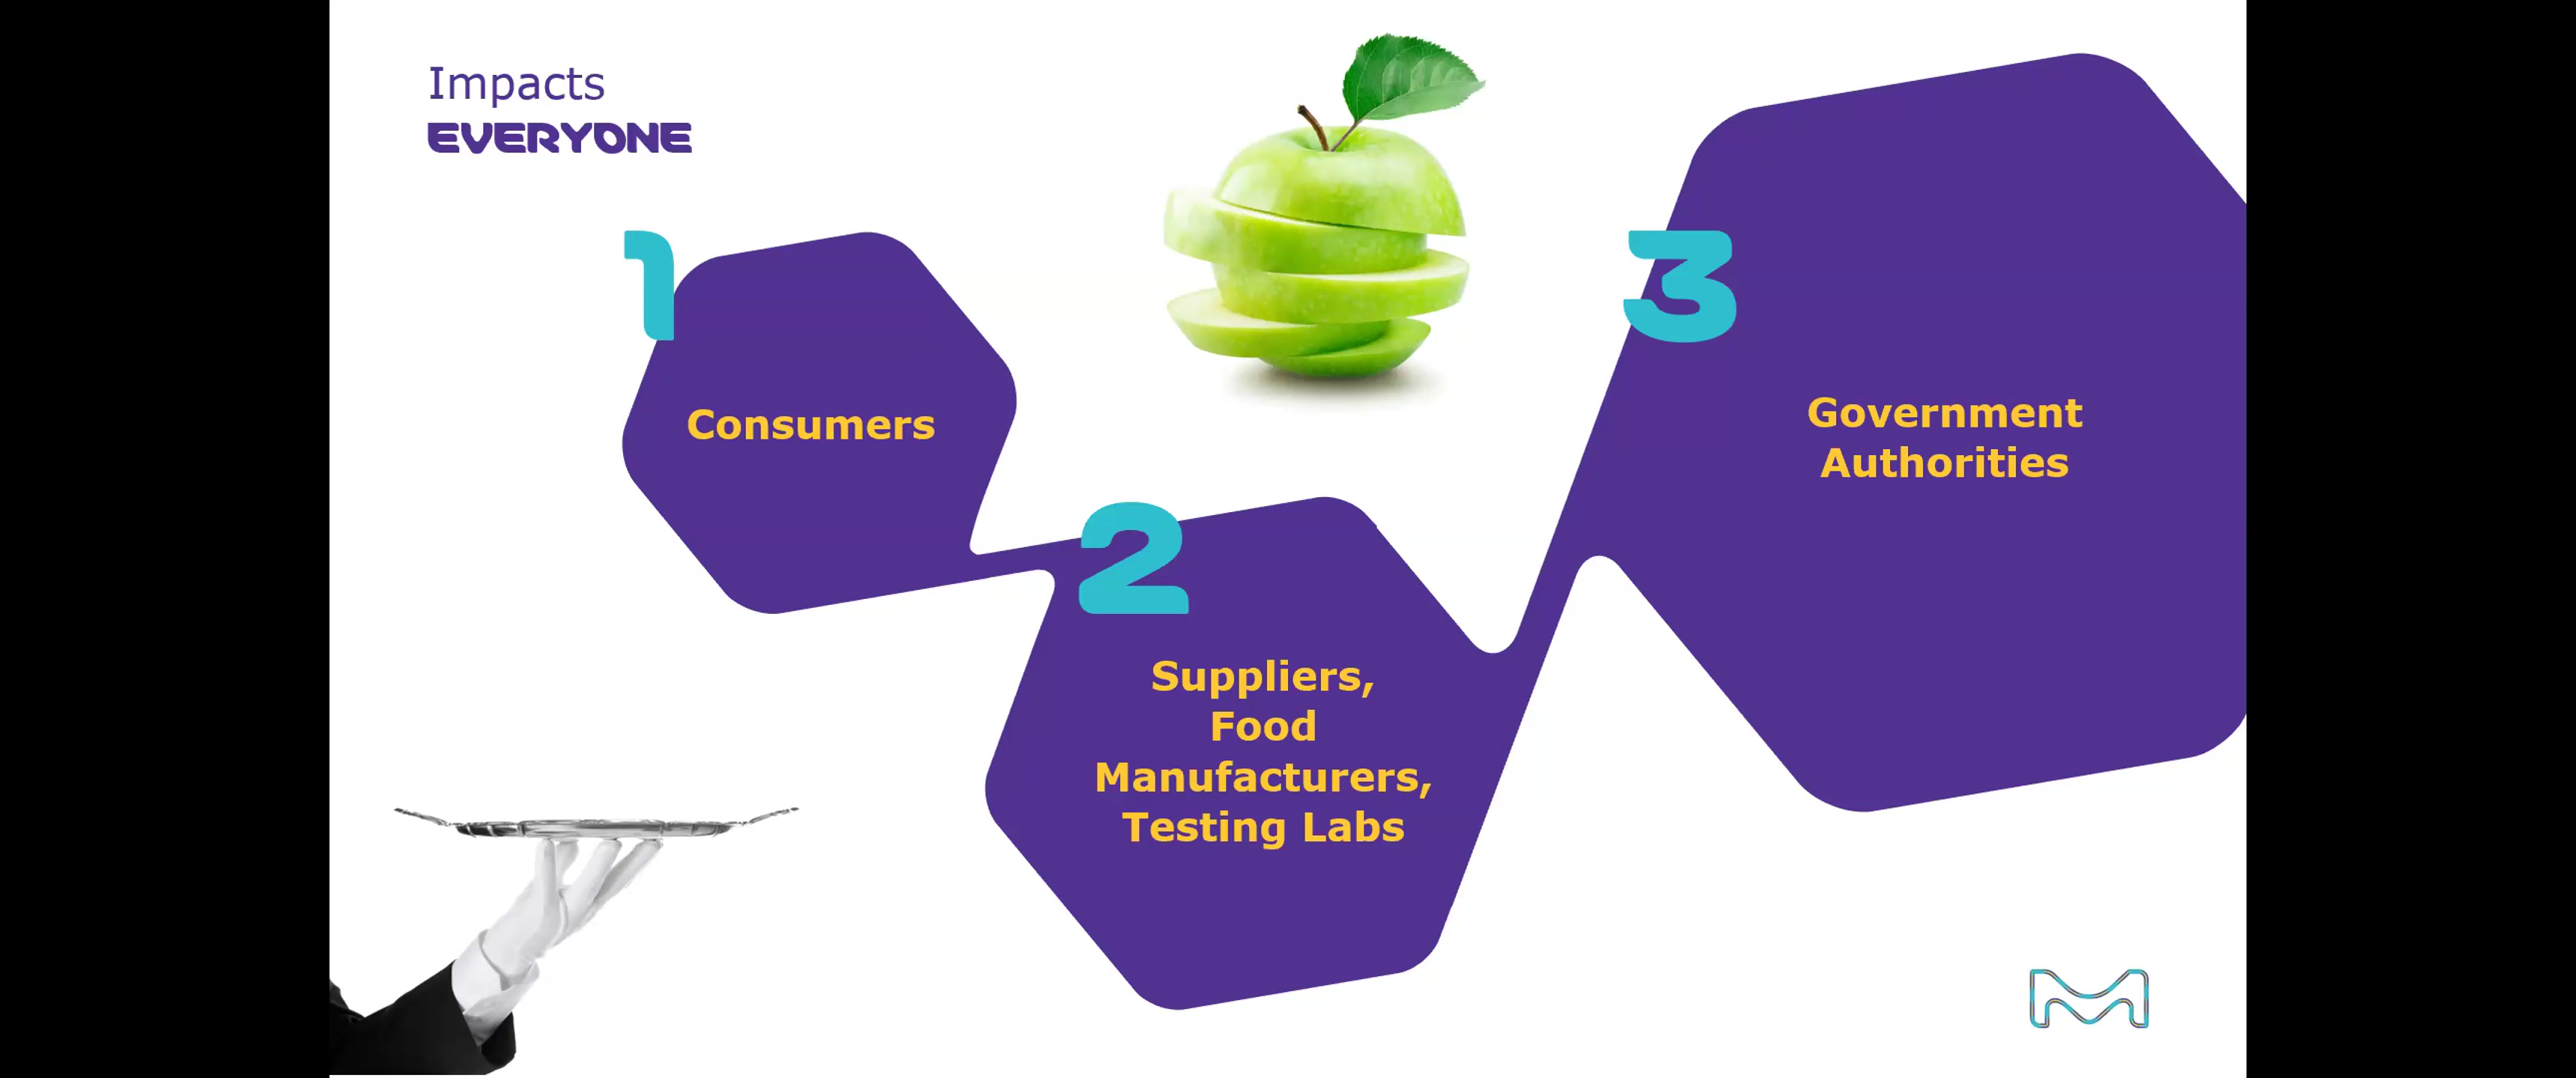 Impacts
EVERYONE
1
Consumers
2
Suppliers,
Food
Manufacturers,
Testing Labs
3
Government
Authorities
M